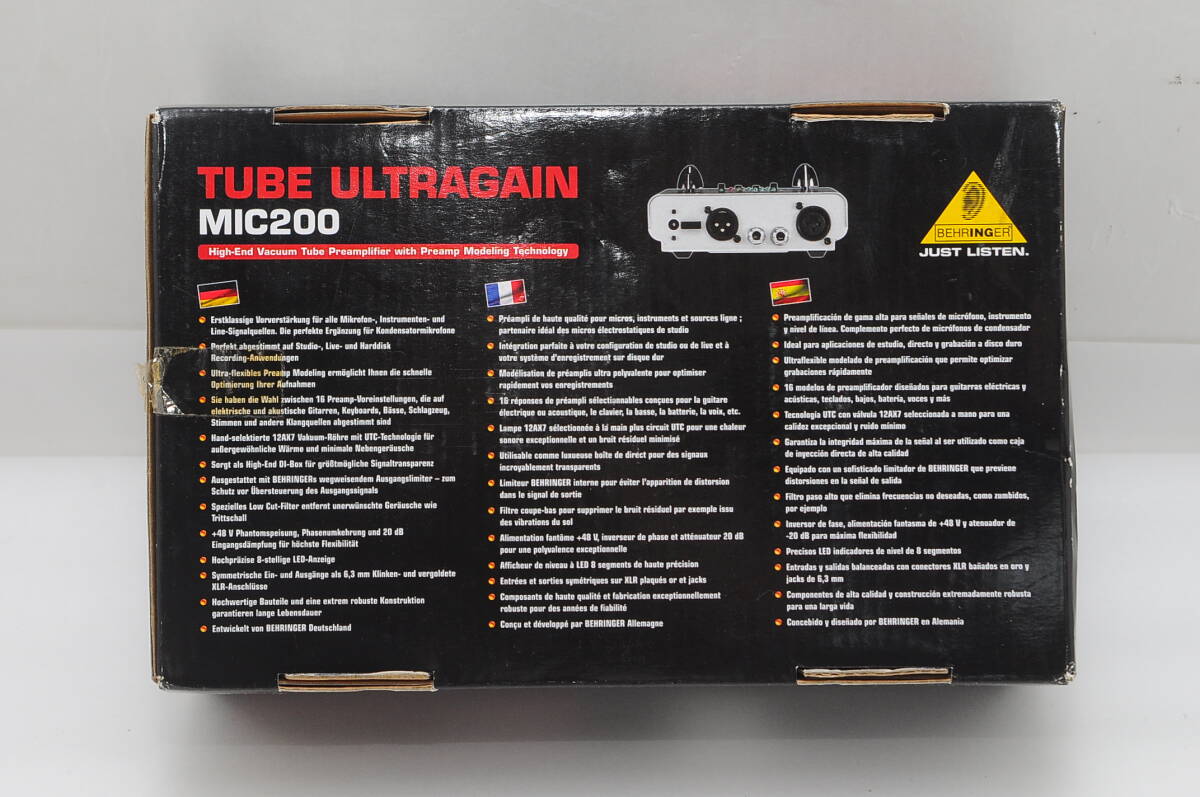 TUBE ULTRAGAIN
MIC200
High-End Vacuum Tube Preamplifier with Preamp Modeling Technology
BEHRINGER
JUST LISTEN.
Erstklassige Vorverstärkung für alle Mikrofon-, Instrumenten- und
Line-Signalquellen. Die perfekte Ergänzung für Kondensatormikrofone
Perfekt abgestimmt auf Studio-, Live- und Harddisk
Recording-Anwendungen
Ultra-flexibles Preamp Modeling ermöglicht Ihnen die schnelle
Optimierung Ihrer Aufnahmen
Sie haben die Wahl zwischen 16 Preamp-Voreinstellungen, die auf
elektrische und akustische Gitarren, Keyboards, Bässe, Schlagzeug,
Stimmen und andere Klangquellen abgestimmt sind
Hand-selektierte 12AX7 Vakuum-Röhre mit UTC-Technologie für
außergewöhnliche Wärme und minimale Nebengeräusche
Sorgt als High-End DI-Box für größtmögliche Signaltransparenz
Ausgestattet mit BEHRINGERs wegweisendem Ausgangslimiter – zum
Schutz vor Übersteuerung des Ausgangssignals
Spezielles Low Cut-Filter entfernt unerwünschte Geräusche wie
Trittschall
+48 V Phantomspeisung, Phasenumkehrung und 20 dB
Eingangsdämpfung für höchste Flexibilität
Hochpräzise 8-stellige LED-Anzeige
Symmetrische Ein- und Ausgänge als 6,3 mm Klinken- und vergoldete
XLR-Anschlüsse
Hochwertige Bauteile und eine extrem robuste Konstruktion
garantieren lange Lebensdauer
Entwickelt von BEHRINGER Deutschland
Préampli de haute qualité pour micros, instruments et sources ligne ;
partenaire idéal des micros électrostatiques de studio
Intégration parfaite à votre configuration de studio ou de live et à
votre système d'enregistrement sur disque dur
Modélisation de préamplis ultra polyvalente pour optimiser
rapidement vos enregistrements
16 réponses de préampli sélectionnables conçues pour la guitare
électrique ou acoustique, le clavier, la basse, la batterie, la voix, etc.
Lampe 12AX7 sélectionnée à la main plus circuit UTC pour une chaleur
sonore exceptionnelle et un bruit résiduel minimisé
Utilisable comme luxueuse boîte de direct pour des signaux
incroyablement transparents
Limiteur BEHRINGER interne pour éviter l'apparition de distorsion
dans le signal de sortie
Filtre coupe-bas pour supprimer le bruit résiduel par exemple issu
des vibrations du sol
Alimentation fantôme +48 V, inverseur de phase et atténuateur 20 dB
pour une polyvalence exceptionnelle
Afficheur de niveau à LED 8 segments de haute précision
Entrées et sorties symétriques sur XLR plaqués or et jacks
Composants de haute qualité et fabrication exceptionnellement
robuste pour des années de fiabilité
Conçu et développé par BEHRINGER Allemagne
Preamplificación de gama alta para señales de micrófono, instrumento
y nivel de línea. Complemento perfecto de micrófonos de condensador
Ideal para aplicaciones de estudio, directo y grabación a disco duro
Ultraflexible modelado de preamplificación que permite optimizar
grabaciones rápidamente
16 modelos de preamplificador diseñados para guitarras eléctricas y
acústicas, teclados, bajos, batería, voces y más
Tecnología UTC con válvula 12AX7 seleccionada a mano para una
calidez excepcional y ruido mínimo
Garantiza la integridad máxima de la señal al ser utilizado como caja
de inyección directa de alta calidad
Equipado con un sofisticado limitador de BEHRINGER que previene
distorsiones en la señal de salida
Filtro paso alto que elimina frecuencias no deseadas, como zumbidos,
por ejemplo
Inversor de fase, alimentación fantasma de +48 V y atenuador de
-20 dB para máxima flexibilidad
Precisos LED indicadores de nivel de 8 segmentos
Entradas y salidas balanceadas con conectores XLR bañados en oro y
jacks de 6,3 mm
Componentes de alta calidad y construcción extremadamente robusta
para una larga vida
Concebido y diseñado por BEHRINGER en Alemania